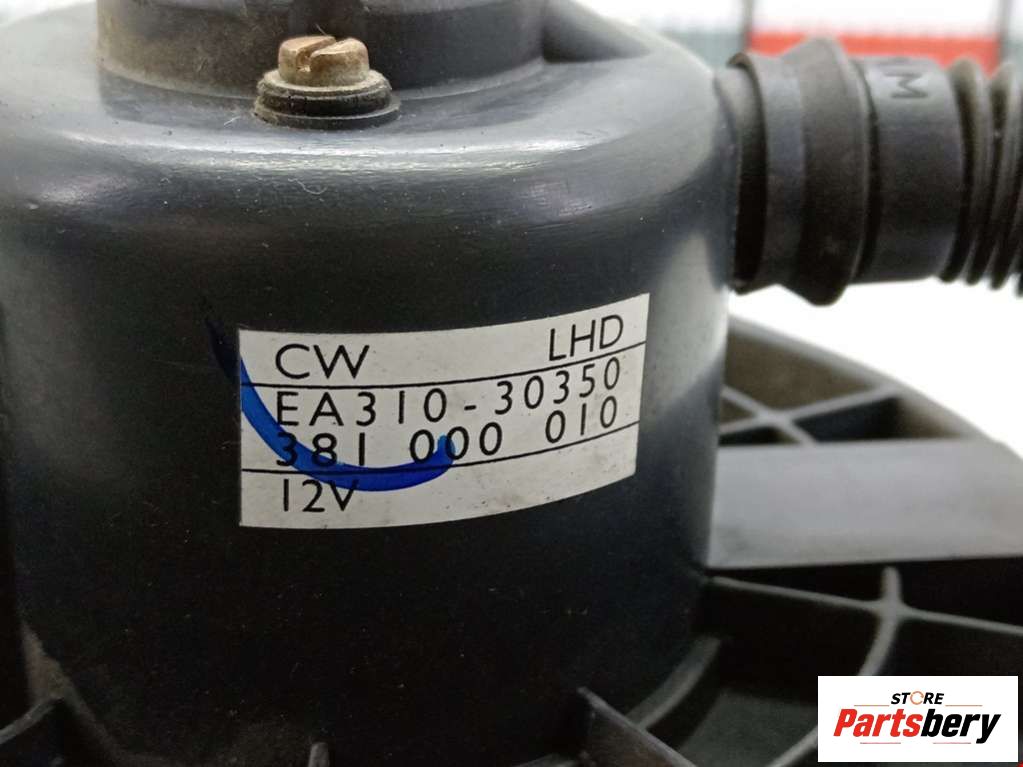 CW LHD
EA310-30350
381 000 010
12V
STORE
Partsbery